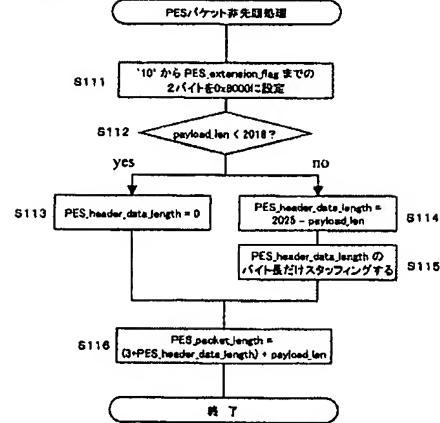 PESパケット非先頭処理
S111
'10' から PES_extension_flag までの
2バイトを0x8000に設定
S112
payload_len < 2018?
yes
no
S113
PES_header_data_length = 0
PES_header_data_length =
2025 - payload_len
S114
PES_header_data_length の
バイト長だけスタッフィングする
S115
S116
PES_packet_length =
(3+PES_header_data_length) + payload_len
終 了